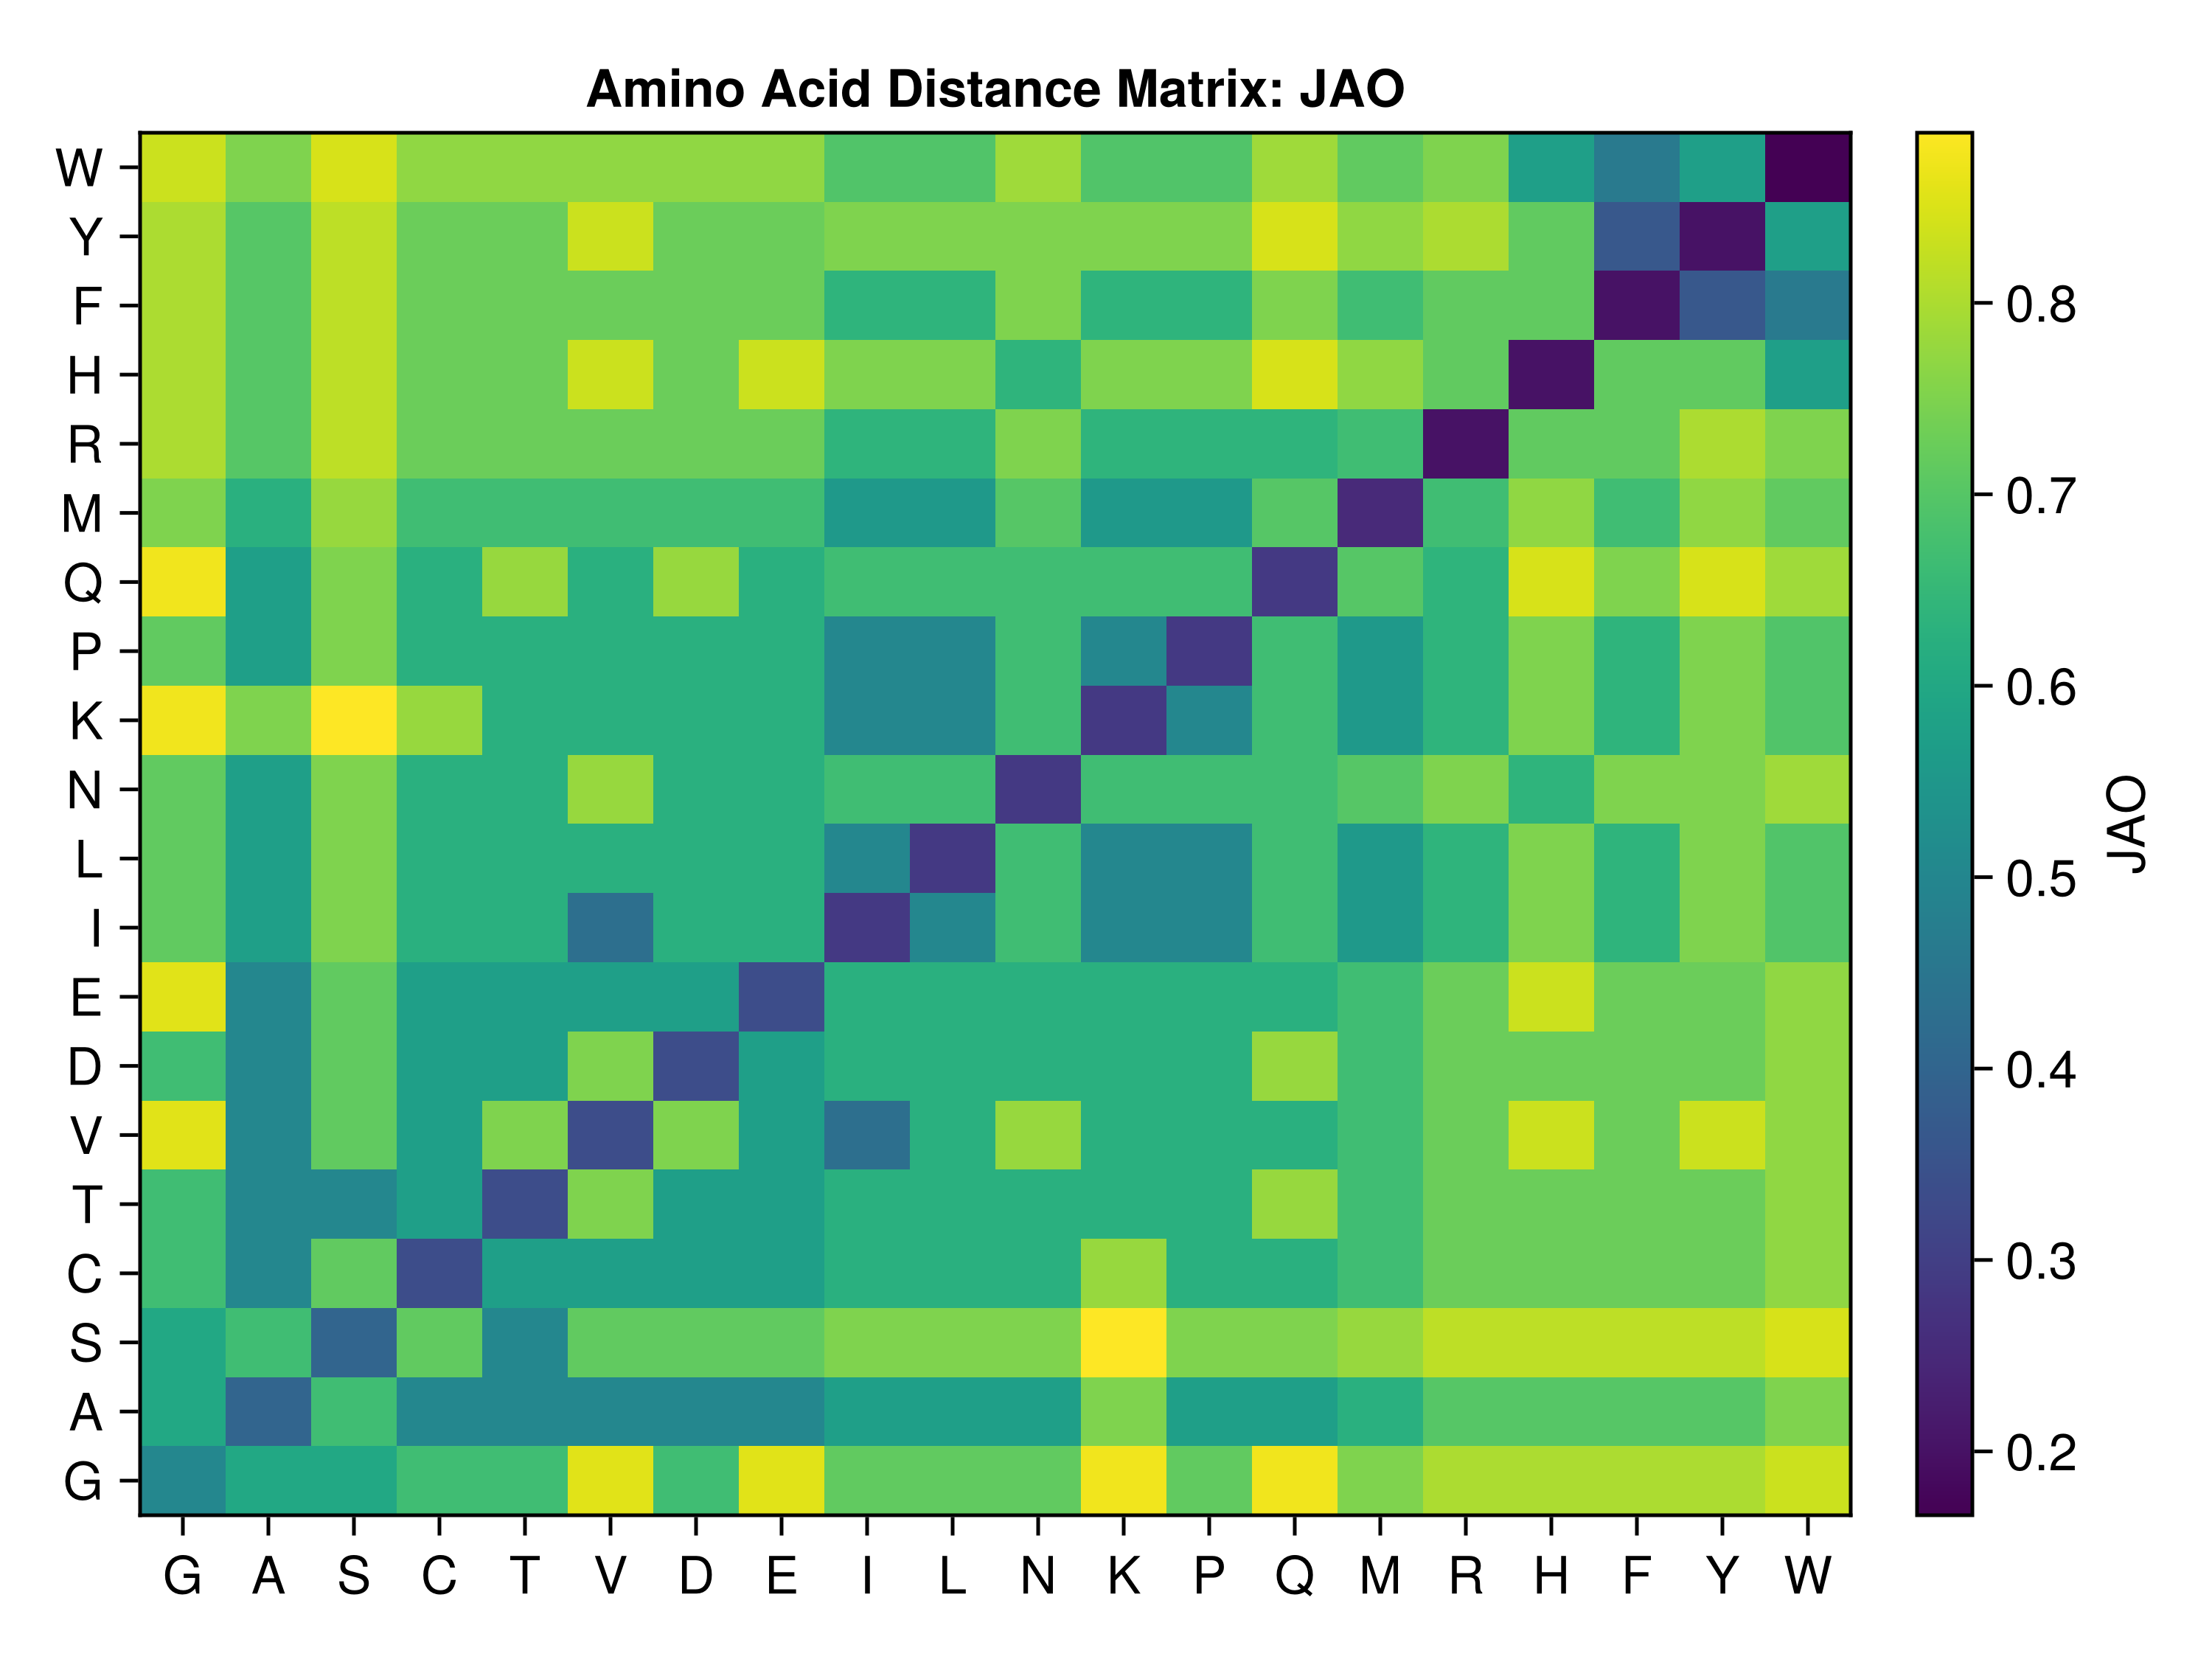 Amino Acid Distance Matrix: JAO
W
Y
F
H
R
M
Q
P
K
N
L
I
E
D
V
T
C
S
A
G
G A S C T V D E I L N K P Q M R H F Y W
0.8
0.7
0.6
0.5
0.4
0.3
0.2
JAO